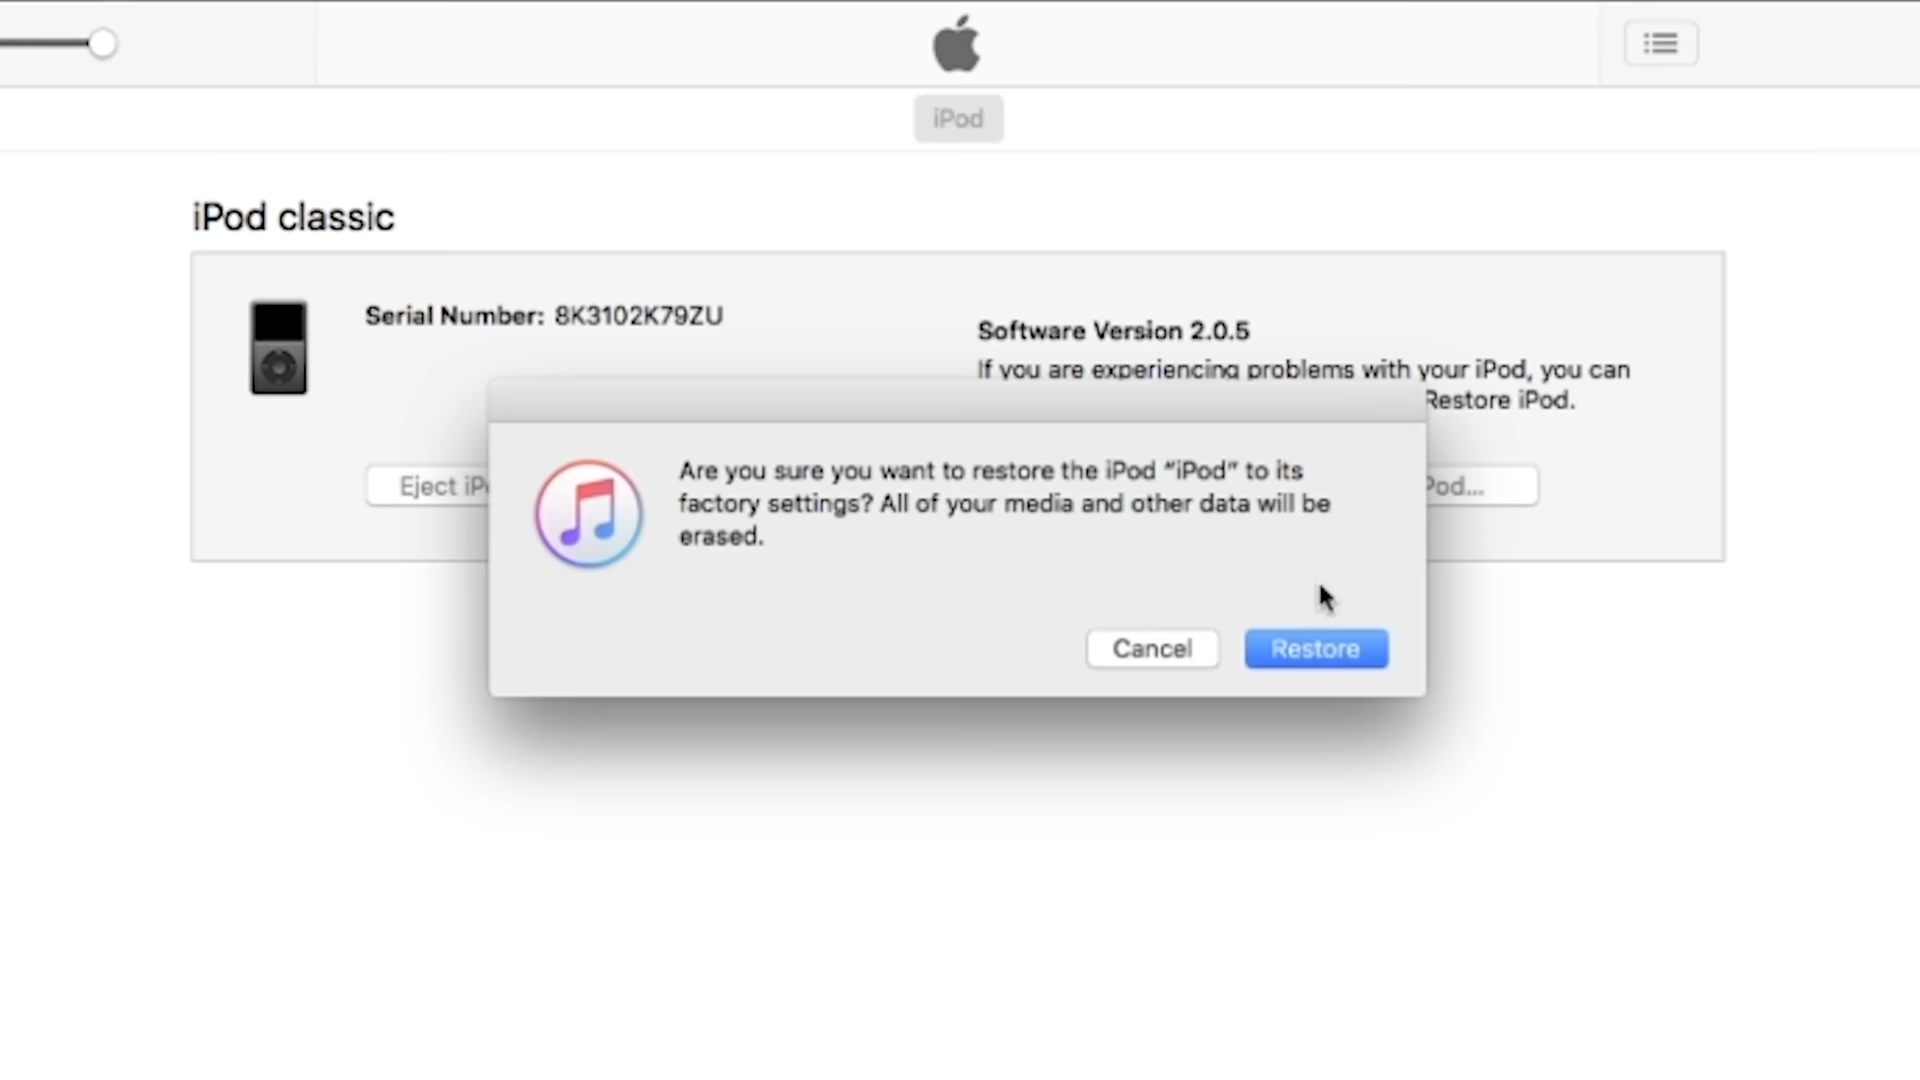 iPod
iPod classic
Serial Number: 8K3102K79ZU
Software Version 2.0.5
If you are experiencing problems with your iPod, you can
Restore iPod.
Eject iP
Pod...
Are you sure you want to restore the iPod “iPod” to its
factory settings? All of your media and other data will be
erased.
Cancel
Restore